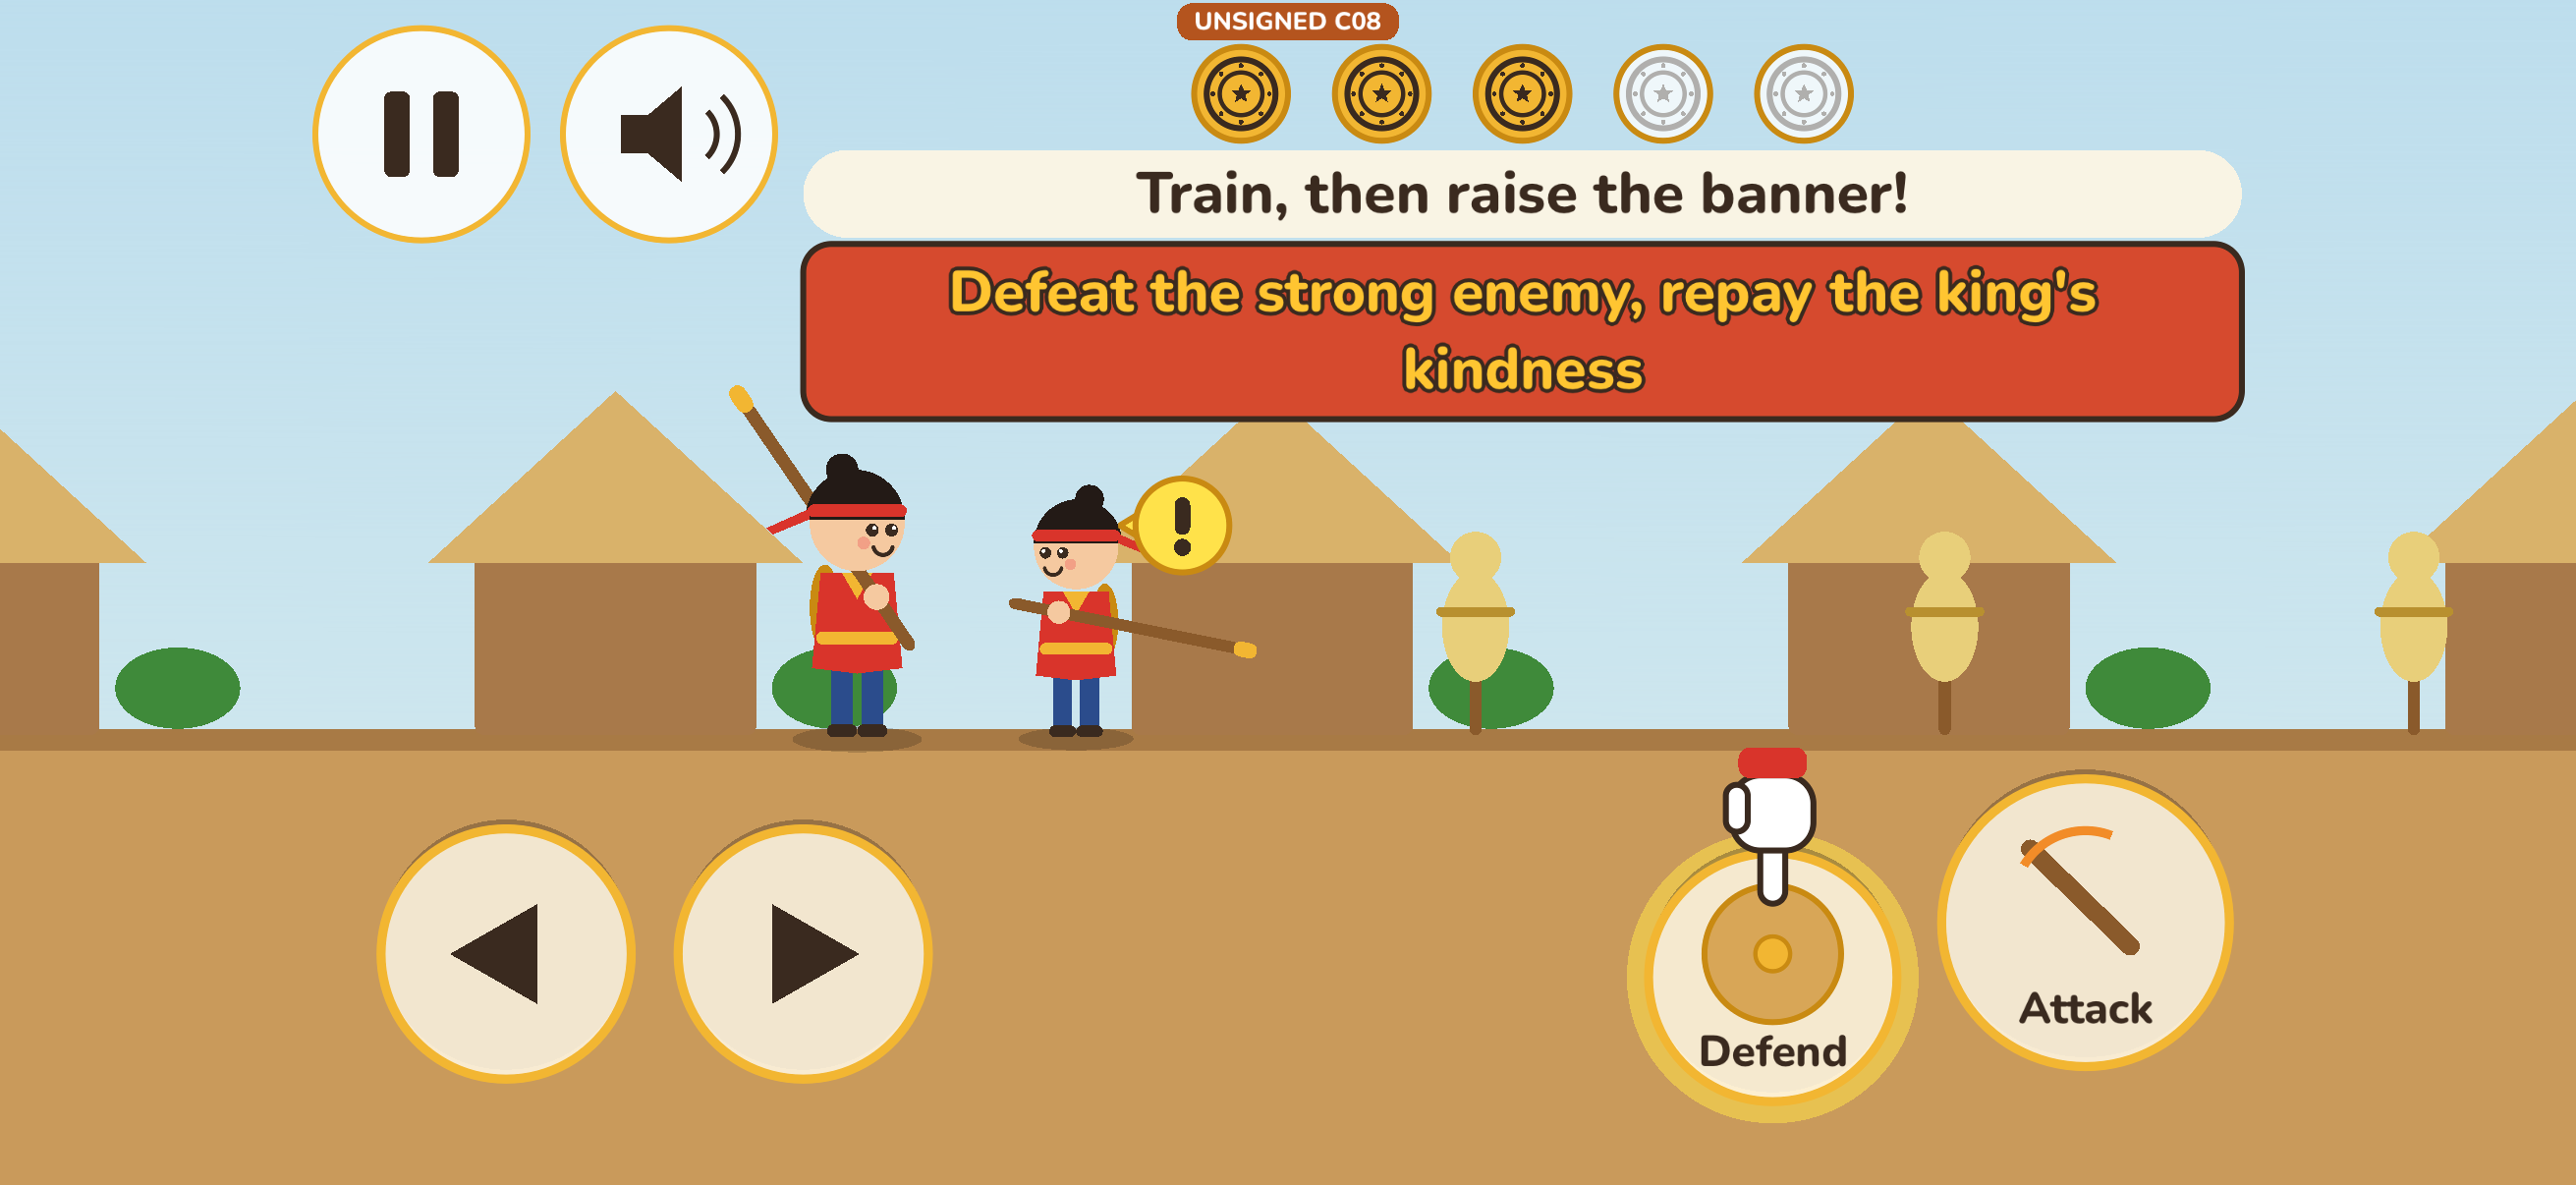 UNSIGNED C08
Train, then raise the banner!
Defeat the strong enemy, repay the king's
kindness
!
Defend
Attack